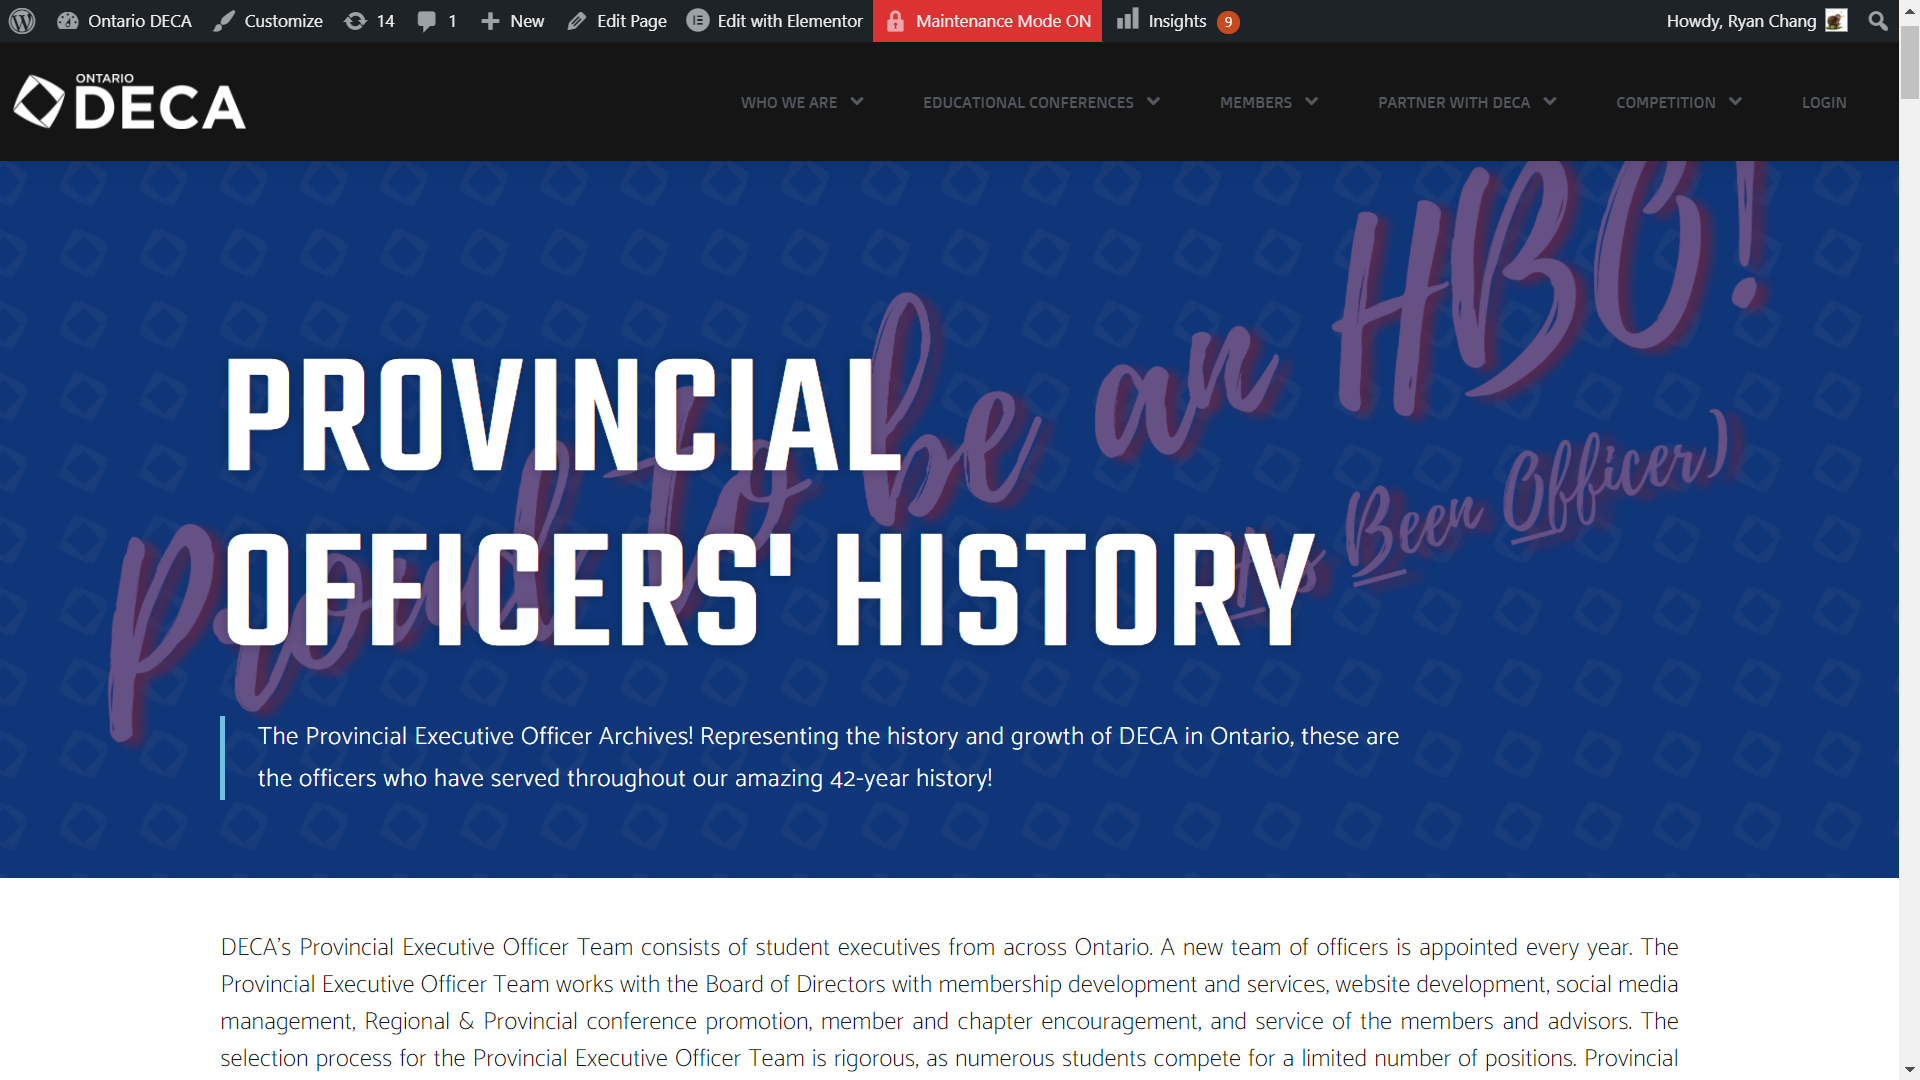 Ontario DECA Customize 14 1 New Edit Page Edit with Elementor Maintenance Mode ON Insights 9 Howdy, Ryan Chang
ONTARIO
DECA
WHO WE ARE EDUCATIONAL CONFERENCES MEMBERS PARTNER WITH DECA COMPETITION LOGIN
Proud to be an HBO!
(Has Been Officer)
PROVINCIAL
OFFICERS' HISTORY
The Provincial Executive Officer Archives! Representing the history and growth of DECA in Ontario, these are
the officers who have served throughout our amazing 42-year history!
DECA’s Provincial Executive Officer Team consists of student executives from across Ontario. A new team of officers is appointed every year. The
Provincial Executive Officer Team works with the Board of Directors with membership development and services, website development, social media
management, Regional & Provincial conference promotion, member and chapter encouragement, and service of the members and advisors. The
selection process for the Provincial Executive Officer Team is rigorous, as numerous students compete for a limited number of positions. Provincial